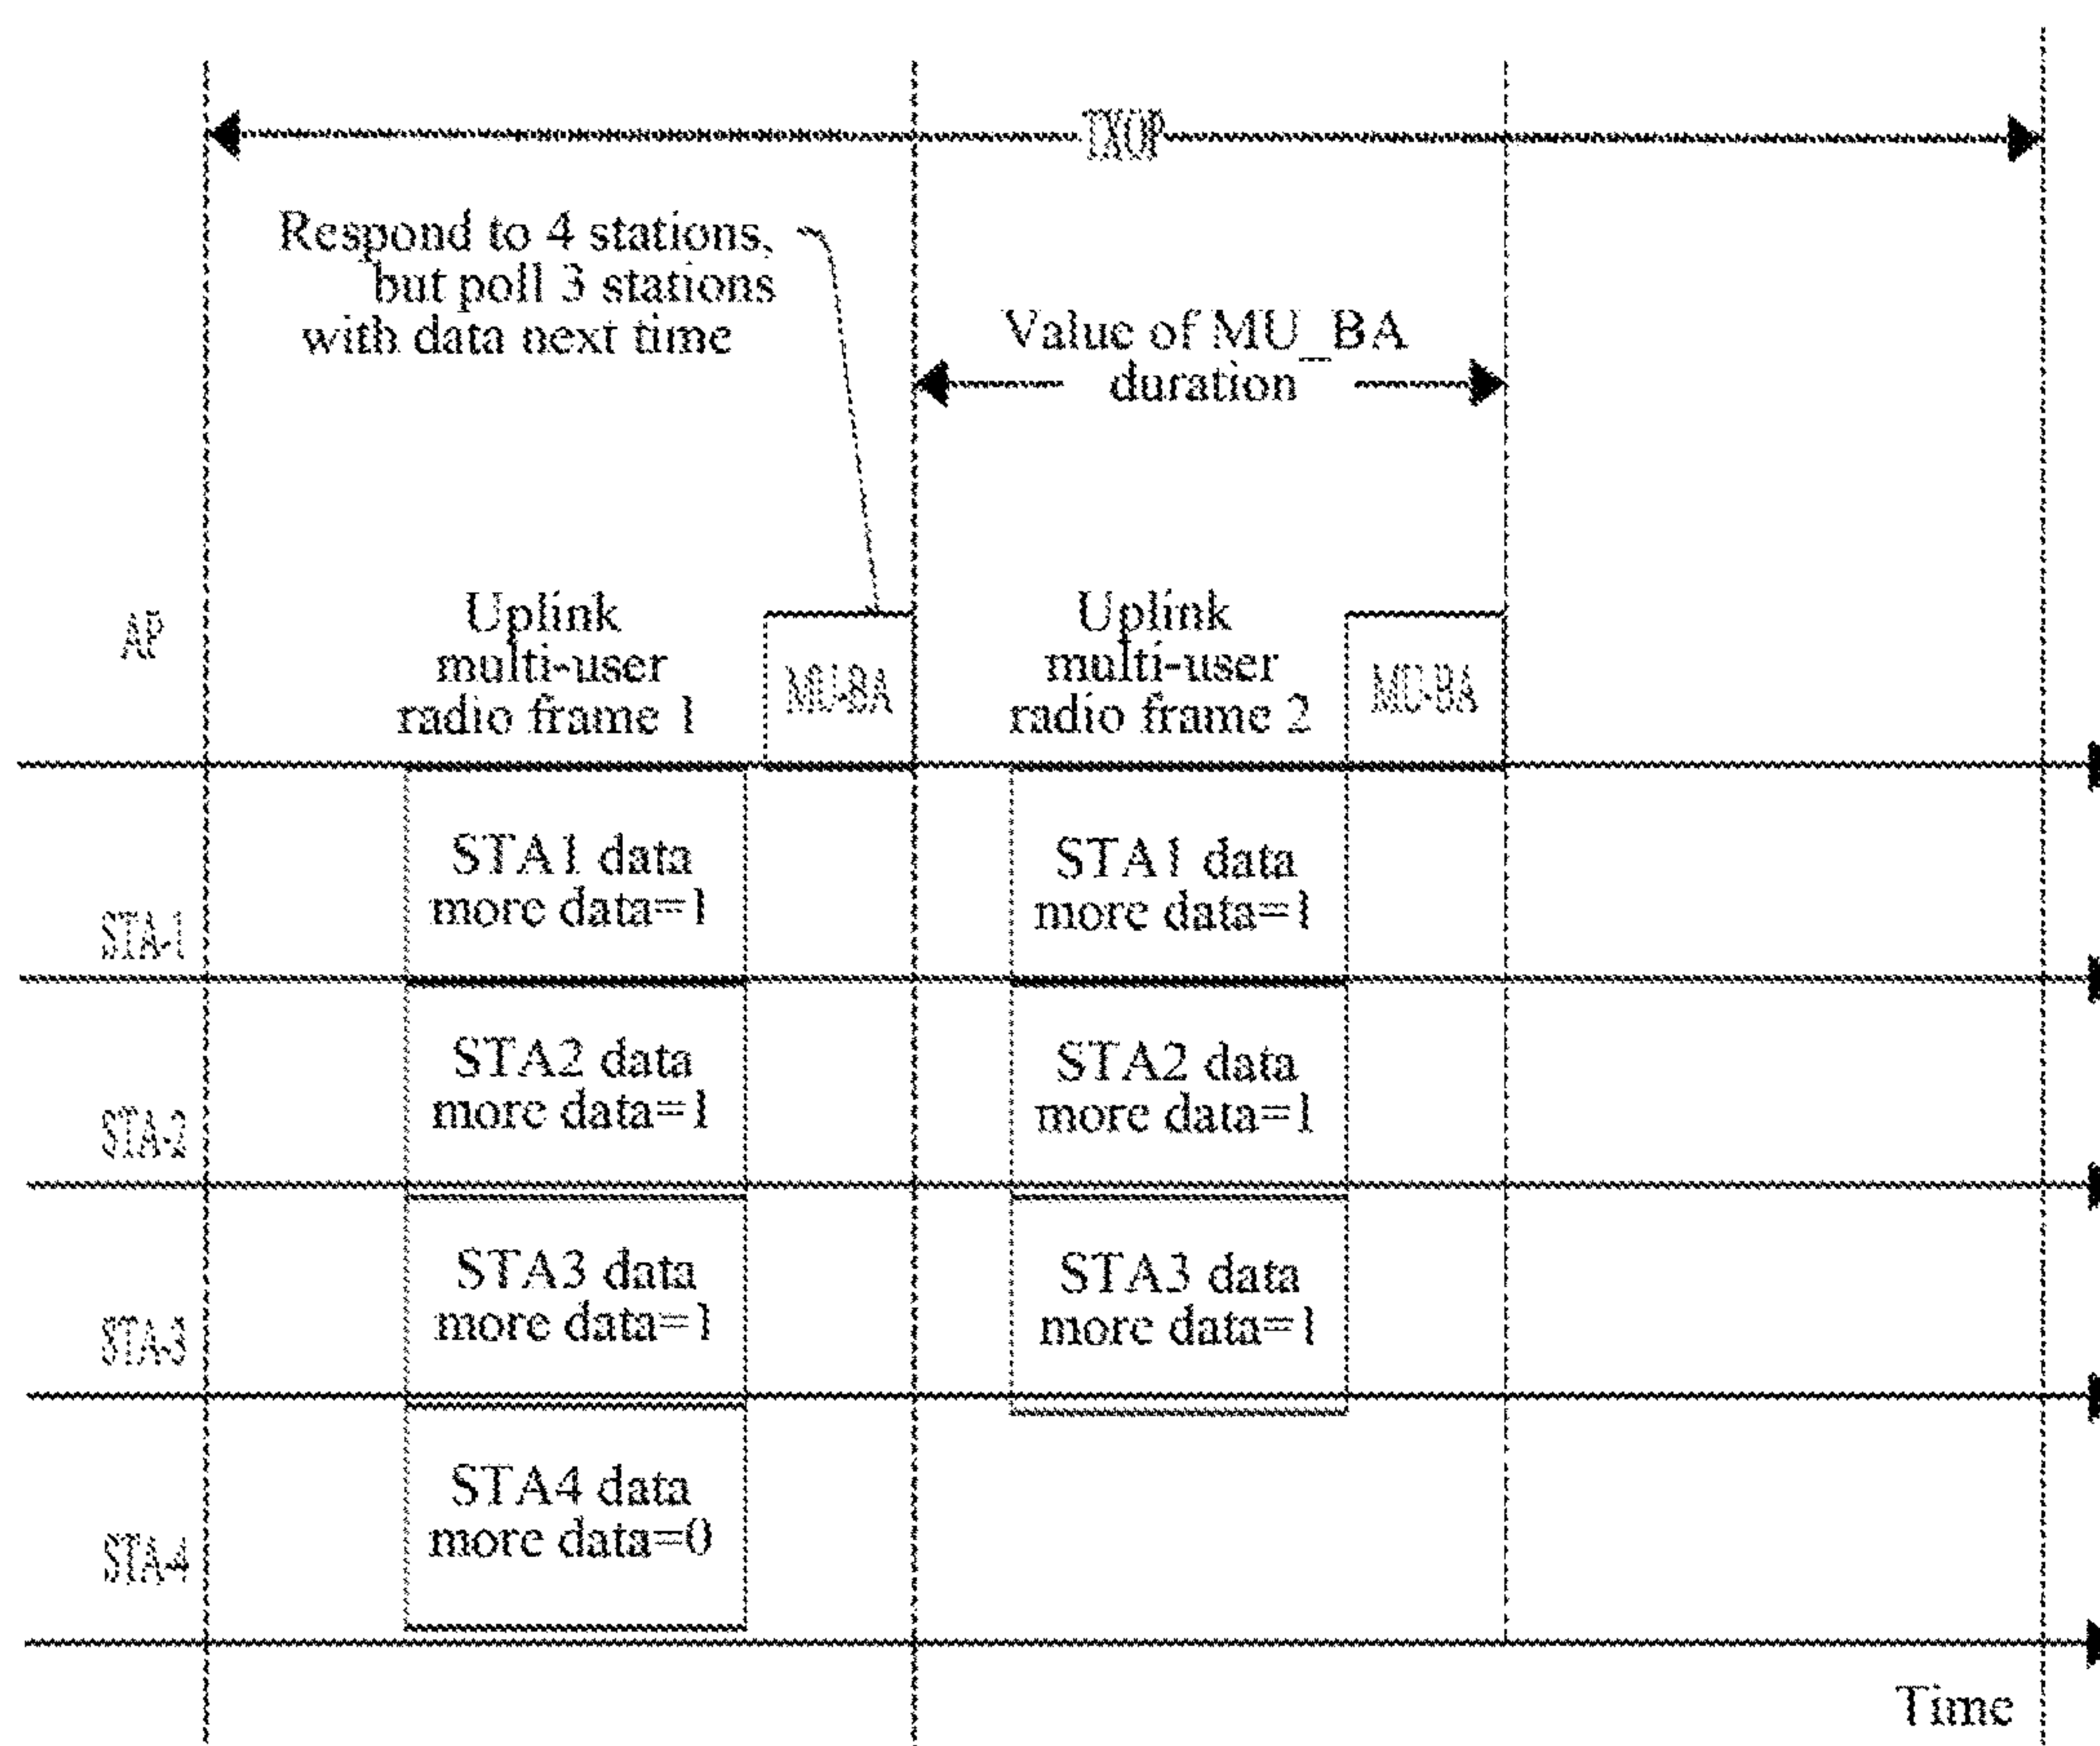 TXOP
Respond to 4 stations,
but poll 3 stations
with data next time
Value of MU_BA
duration
AP
Uplink
multi-user
radio frame 1
MU-BA
Uplink
multi-user
radio frame 2
MU-BA
STA-1
STA1 data
more data=1
STA1 data
more data=1
STA-2
STA2 data
more data=1
STA2 data
more data=1
STA-3
STA3 data
more data=1
STA3 data
more data=1
STA-4
STA4 data
more data=0
Time